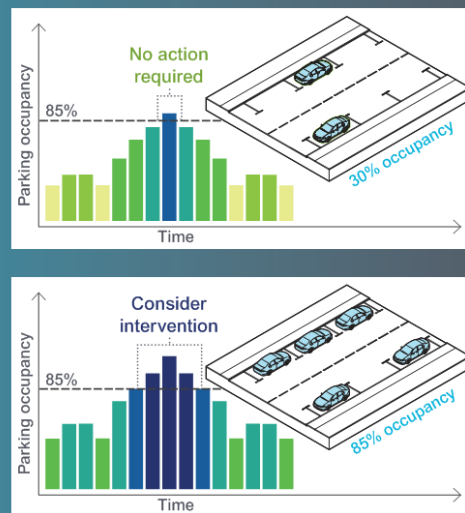 No action
required
85%
Parking occupancy
30% occupancy
Time
Consider
intervention
85%
Parking occupancy
85% occupancy
Time